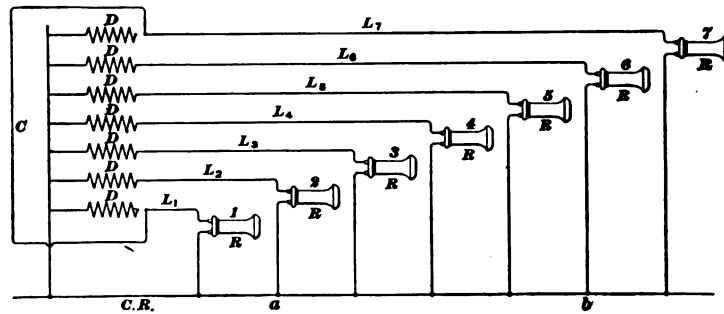 D L₇ 7
R
D L₆ 6
R
D L₅ 5
R
C D L₄ 4
R
D L₃ 3
R
D L₂ 2
R
D L₁ 1
R
C.R. a b